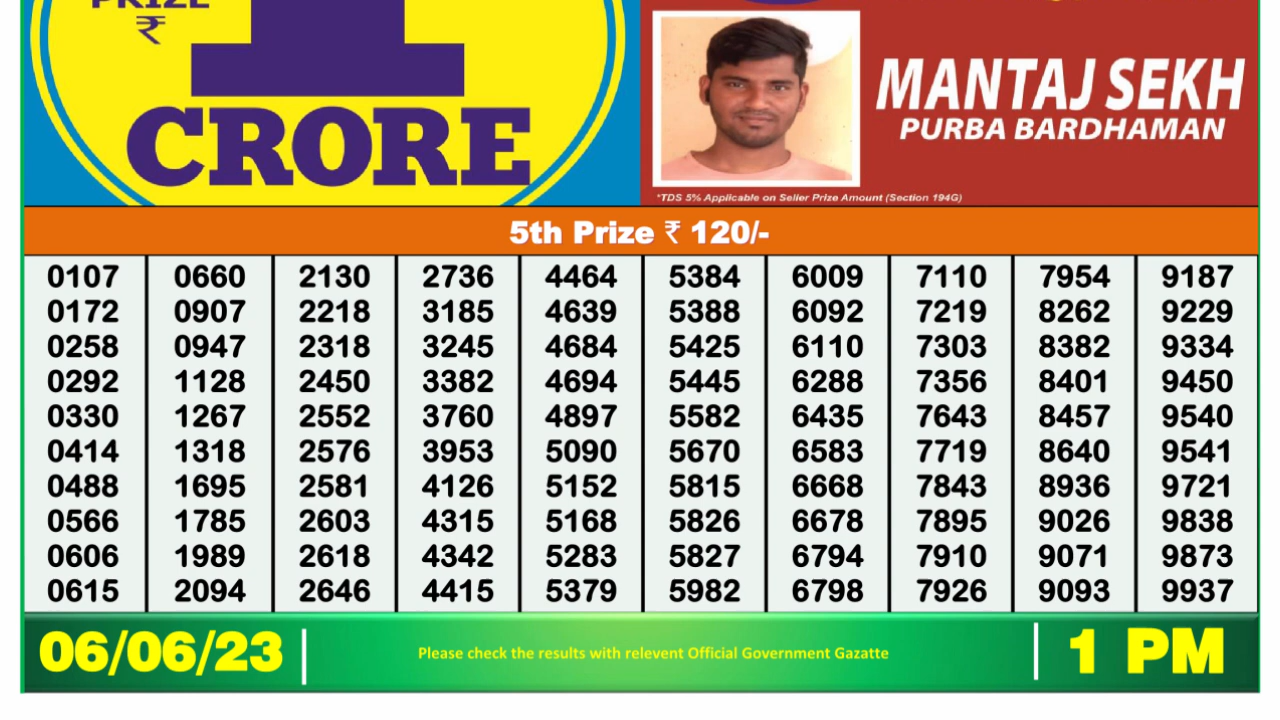 PRIZE
₹
1
CRORE
MANTAJ SEKH
PURBA BARDHAMAN
*TDS 5% Applicable on Seller Prize Amount (Section 194G)
5th Prize ₹ 120/-
0107 0660 2130 2736 4464 5384 6009 7110 7954 9187
0172 0907 2218 3185 4639 5388 6092 7219 8262 9229
0258 0947 2318 3245 4684 5425 6110 7303 8382 9334
0292 1128 2450 3382 4694 5445 6288 7356 8401 9450
0330 1267 2552 3760 4897 5582 6435 7643 8457 9540
0414 1318 2576 3953 5090 5670 6583 7719 8640 9541
0488 1695 2581 4126 5152 5815 6668 7843 8936 9721
0566 1785 2603 4315 5168 5826 6678 7895 9026 9838
0606 1989 2618 4342 5283 5827 6794 7910 9071 9873
0615 2094 2646 4415 5379 5982 6798 7926 9093 9937
06/06/23
Please check the results with relevent Official Government Gazatte
1 PM